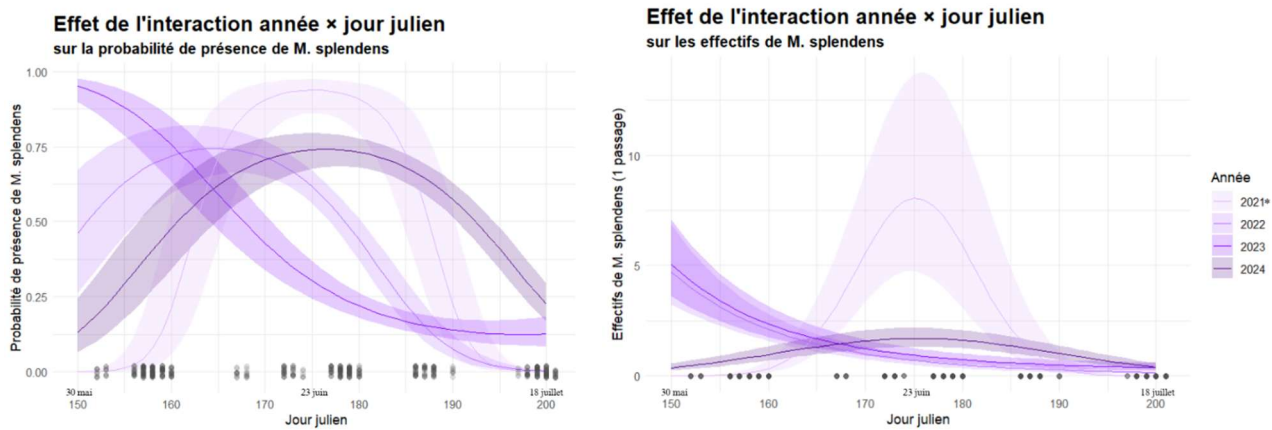 Effet de l'interaction année × jour julien
sur la probabilité de présence de M. splendens
Probabilité de présence de M. splendens
1.00
0.75
0.50
0.25
0.00
30 mai
23 juin
18 juillet
150
160
170
180
190
200
Jour julien
Effet de l'interaction année × jour julien
sur les effectifs de M. splendens
Effectifs de M. splendens (1 passage)
10
5
0
30 mai
23 juin
18 juillet
150
160
170
180
190
200
Jour julien
Année
2021*
2022
2023
2024